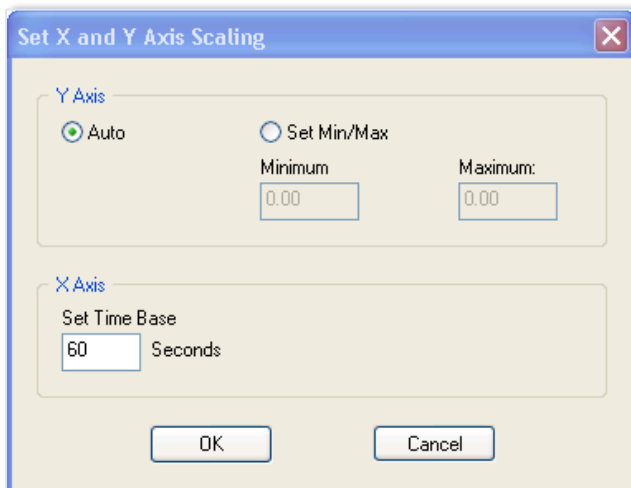 Set X and Y Axis Scaling
Y Axis
Auto
Set Min/Max
Minimum
Maximum:
0.00
0.00
X Axis
Set Time Base
60 Seconds
OK
Cancel